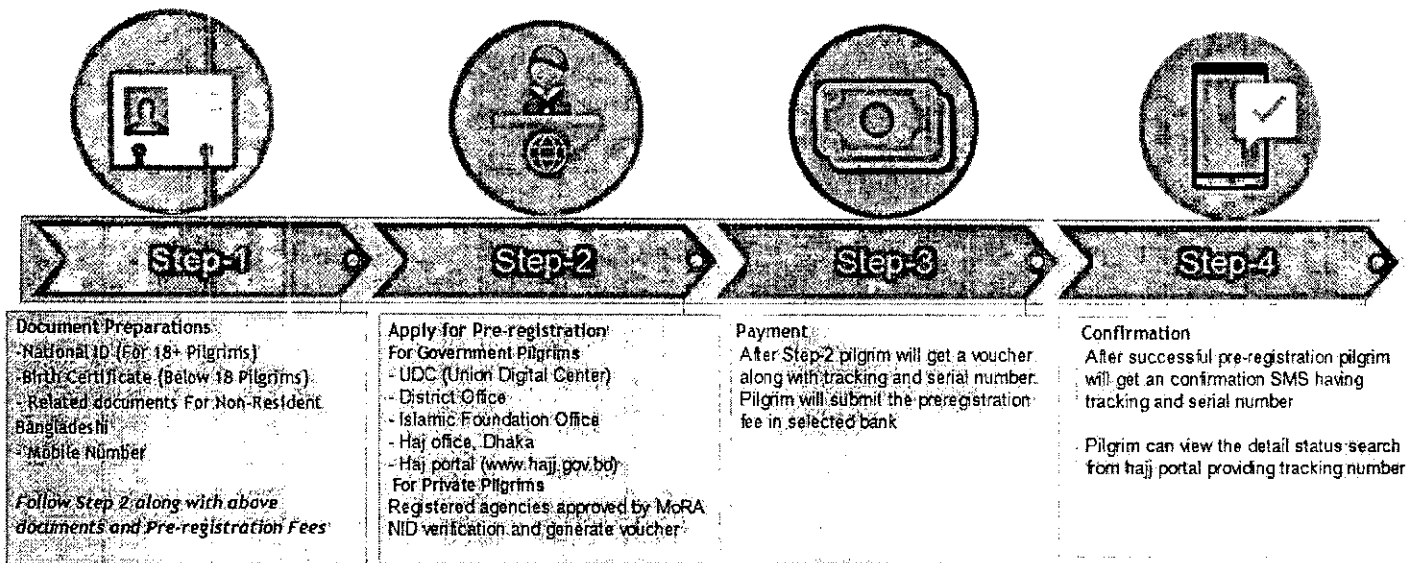 Step-1
Step-2
Step-3
Step-4
Document Preparations
-National ID (For 18+ Pilgrims)
-Birth Certificate (Below 18 Pilgrims)
- Related documents For Non-Resident
Bangladeshi
- Mobile Number
Follow Step 2 along with above
documents and Pre-registration Fees
Apply for Pre-registration
For Government Pilgrims
- UDC (Union Digital Center)
- District Office
- Islamic Foundation Office
- Haj office, Dhaka
- Haj portal (www.hajj.gov.bd)
For Private Pilgrims
Registered agencies approved by MoRA
NID verification and generate voucher
Payment
After Step-2 pilgrim will get a voucher
along with tracking and serial number.
Pilgrim will submit the preregistration
fee in selected bank
Confirmation
After successful pre-registration pilgrim
will get an confirmation SMS having
tracking and serial number
- Pilgrim can view the detail status search
from hajj portal providing tracking number